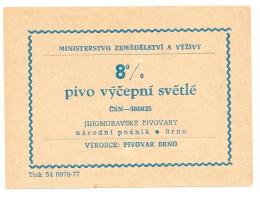 MINISTERSTVO ZEMĚDĚLSTVÍ A VÝŽIVY
8%
pivo výčepní světlé
ČSN—566635
JIHOMORAVSKÉ PIVOVARY
národní podnik • Brno
VÝROBCE: PIVOVAR BRNO
Tisk 54 0978-77